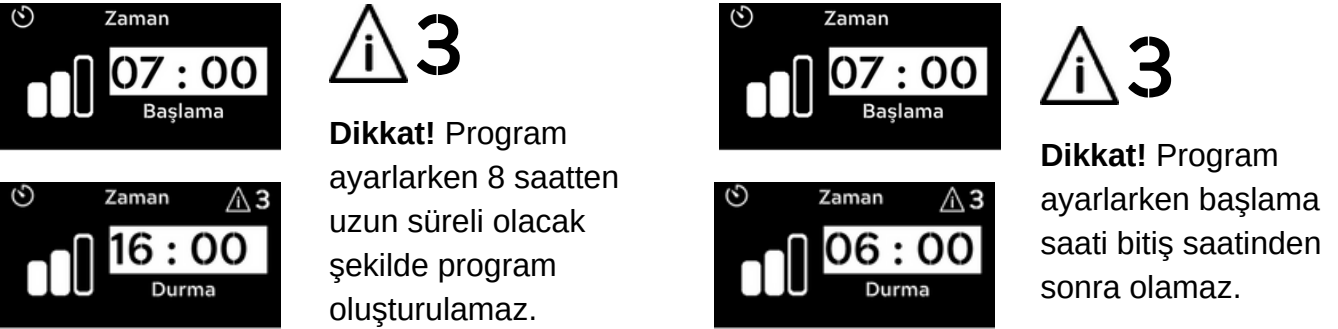 Zaman
07 : 00
Başlama
Zaman 3
16 : 00
Durma
i 3
Dikkat! Program
ayarlarken 8 saatten
uzun süreli olacak
şekilde program
oluşturulamaz.
Zaman
07 : 00
Başlama
Zaman 3
06 : 00
Durma
i 3
Dikkat! Program
ayarlarken başlama
saati bitiş saatinden
sonra olamaz.